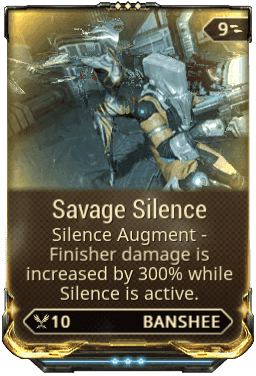 9
Savage Silence
Silence Augment -
Finisher damage is
increased by 300% while
Silence is active.
10 BANSHEE